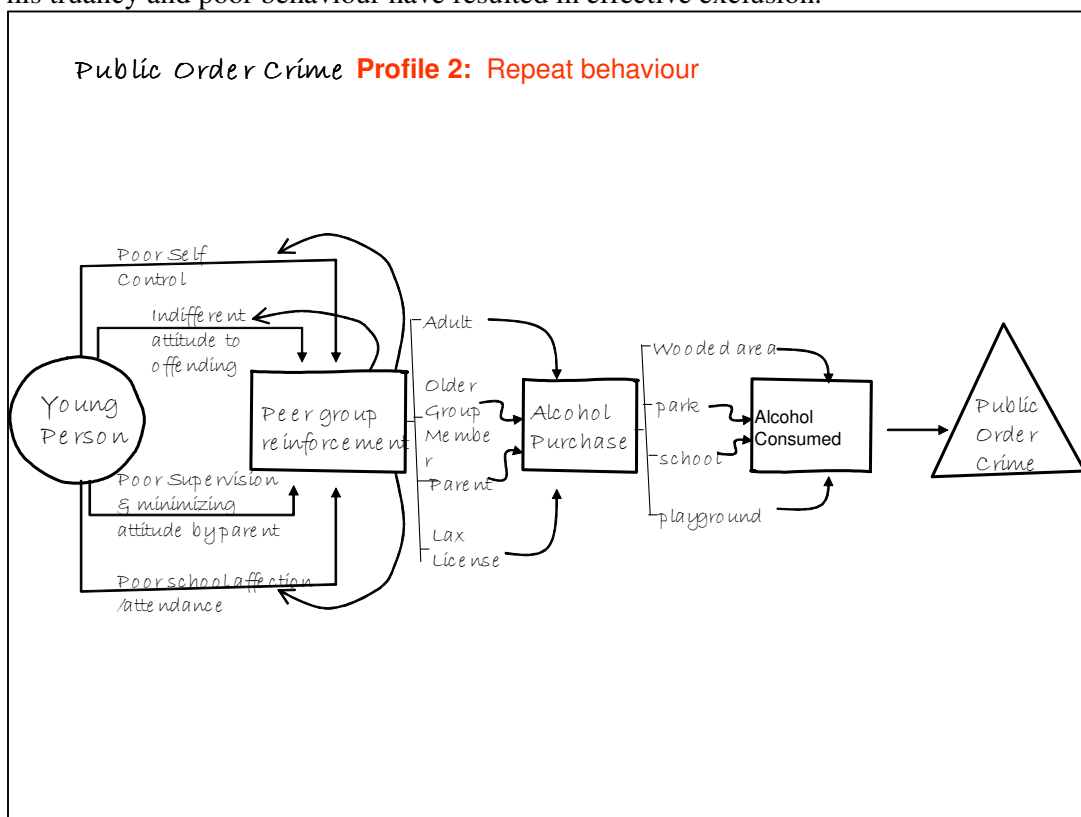 his truancy and poor behaviour have resulted in effective exclusion.
Public Order Crime Profile 2: Repeat behaviour
Poor Self
Control
Indifferent
attitude to
offending
Young
Person
Peer group
reinforcement
Poor Supervision
& minimizing
attitude by parent
Poor school affection
/attendance
Adult
Older
Group
Membe
r
Parent
Lax
License
Alcohol
Purchase
Wooded area
park
school
playground
Alcohol
Consumed
Public
Order
Crime